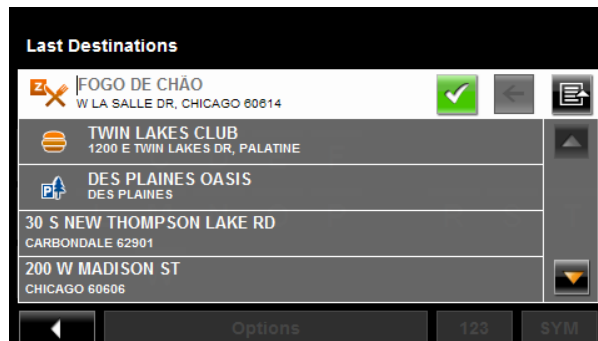 Last Destinations
Z
FOGO DE CHÃO
W LA SALLE DR, CHICAGO 60614
TWIN LAKES CLUB
1200 E TWIN LAKES DR, PALATINE
P
DES PLAINES OASIS
DES PLAINES
30 S NEW THOMPSON LAKE RD
CARBONDALE 62901
200 W MADISON ST
CHICAGO 60606
Options
123
SYM